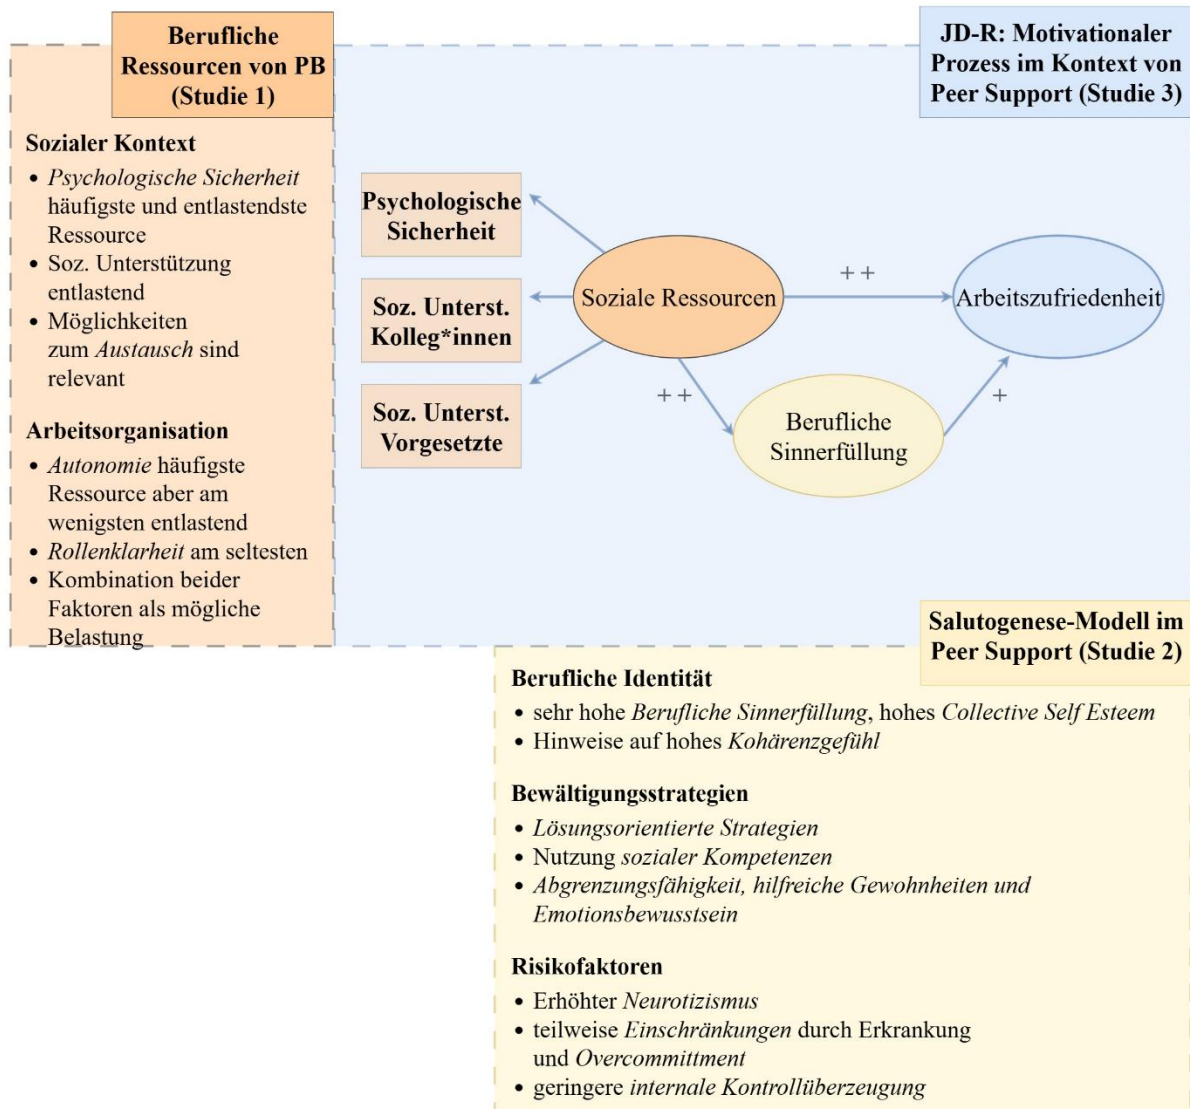 Berufliche
Ressourcen von PB
(Studie 1)
Sozialer Kontext
• Psychologische Sicherheit
häufigste und entlastendste
Ressource
• Soz. Unterstützung
entlastend
• Möglichkeiten
zum Austausch sind
relevant
Arbeitsorganisation
• Autonomie häufigste
Ressource aber am
wenigsten entlastend
• Rollenklarheit am seltesten
• Kombination beider
Faktoren als mögliche
Belastung
JD-R: Motivationaler
Prozess im Kontext von
Peer Support (Studie 3)
Psychologische
Sicherheit
Soz. Unterst.
Kolleg*innen
Soz. Unterst.
Vorgesetzte
Soziale Ressourcen
++
Arbeitszufriedenheit
++
Berufliche
Sinnerfüllung
+
Salutogenese-Modell im
Peer Support (Studie 2)
Berufliche Identität
• sehr hohe Berufliche Sinnerfüllung, hohes Collective Self Esteem
• Hinweise auf hohes Kohärenzgefühl
Bewältigungsstrategien
• Lösungsorientierte Strategien
• Nutzung sozialer Kompetenzen
• Abgrenzungsfähigkeit, hilfreiche Gewohnheiten und
Emotionsbewusstsein
Risikofaktoren
• Erhöhter Neurotizismus
• teilweise Einschränkungen durch Erkrankung
und Overcommittment
• geringere internale Kontrollüberzeugung